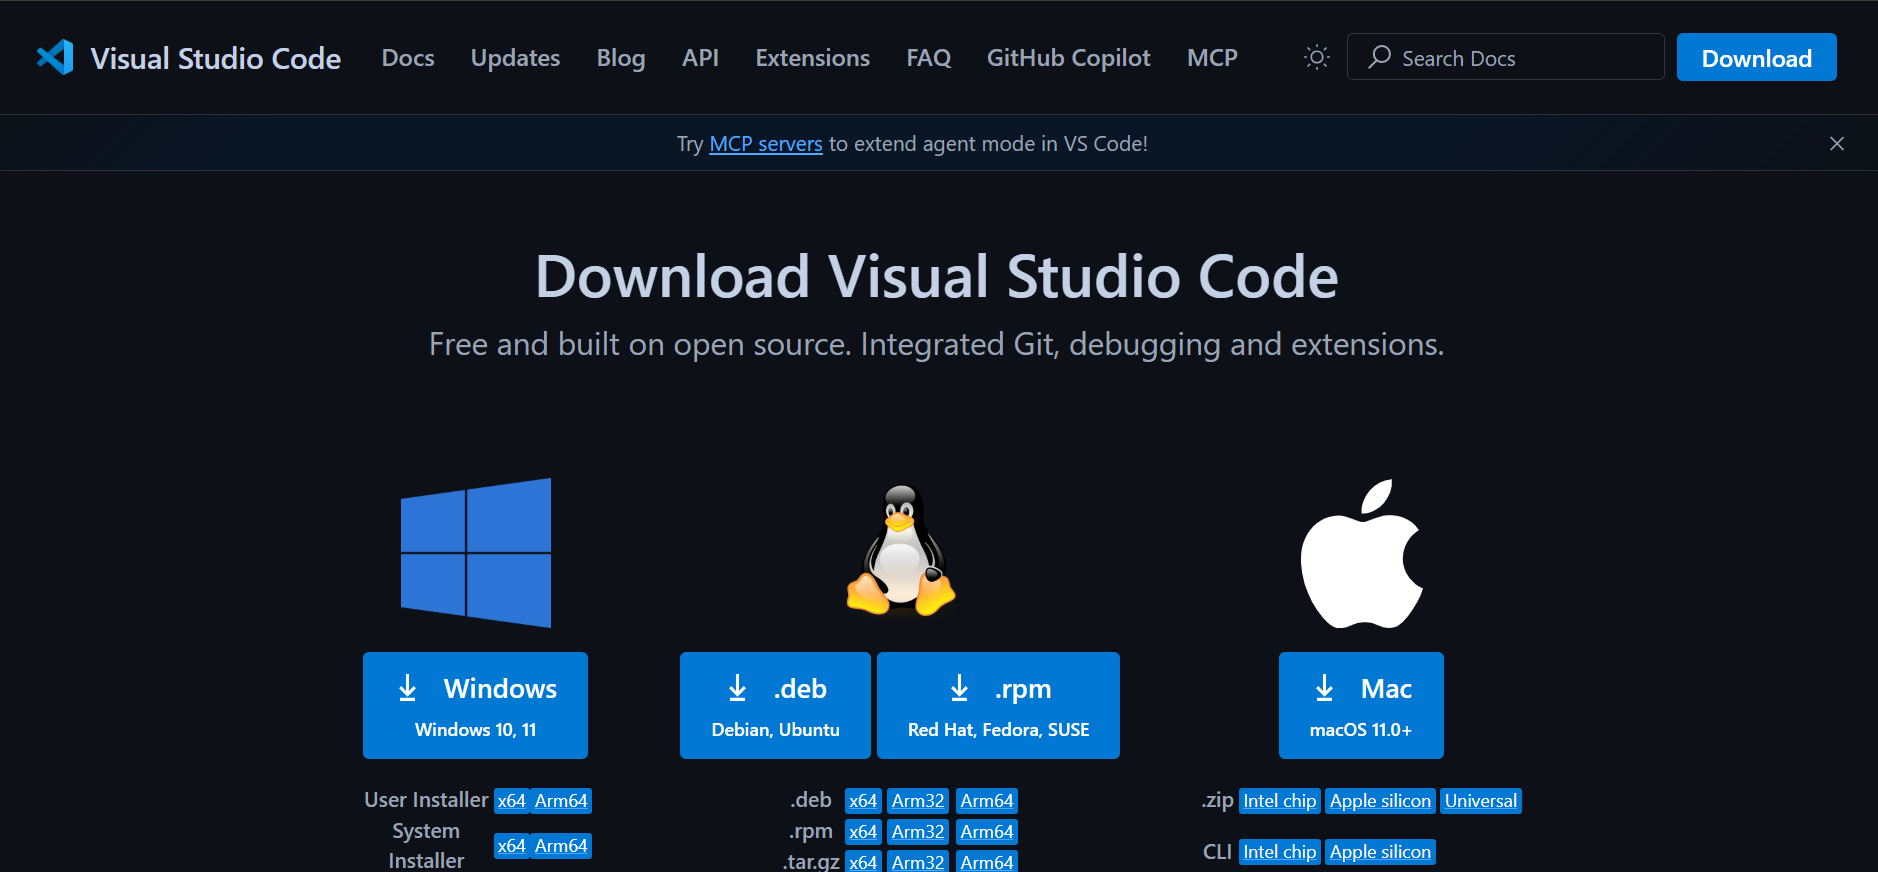 Visual Studio Code Docs Updates Blog API Extensions FAQ GitHub Copilot MCP Search Docs Download
Try MCP servers to extend agent mode in VS Code!
Download Visual Studio Code
Free and built on open source. Integrated Git, debugging and extensions.
Windows
Windows 10, 11
.deb
Debian, Ubuntu
.rpm
Red Hat, Fedora, SUSE
Mac
macOS 11.0+
User Installer x64 Arm64
System
Installer x64 Arm64
.deb x64 Arm32 Arm64
.rpm x64 Arm32 Arm64
.tar.gz x64 Arm32 Arm64
.zip Intel chip Apple silicon Universal
CLI Intel chip Apple silicon